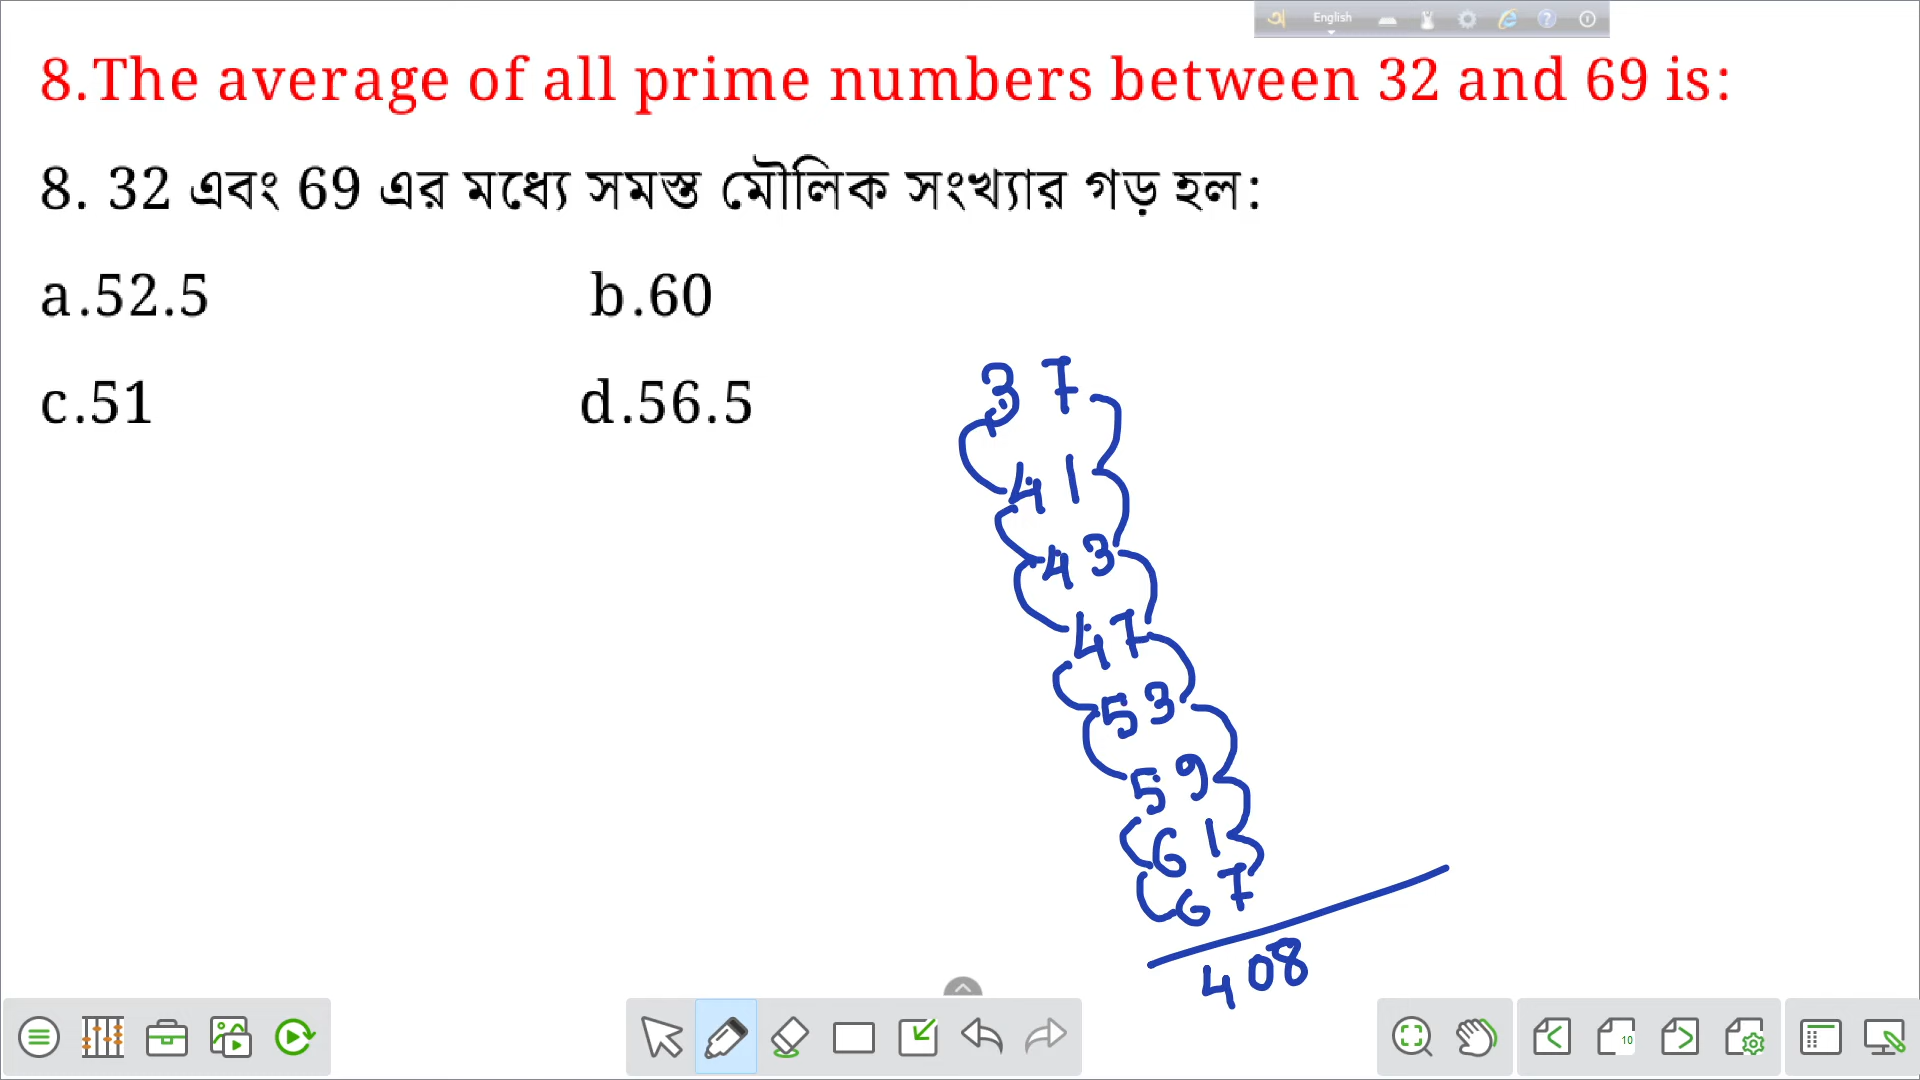 English
8.The average of all prime numbers between 32 and 69 is:
8. 32 এবং 69 এর মধ্যে সমস্ত মৌলিক সংখ্যার গড় হল:
a.52.5 b.60
c.51 d.56.5
37
41
43
47
53
59
61
67
408
10